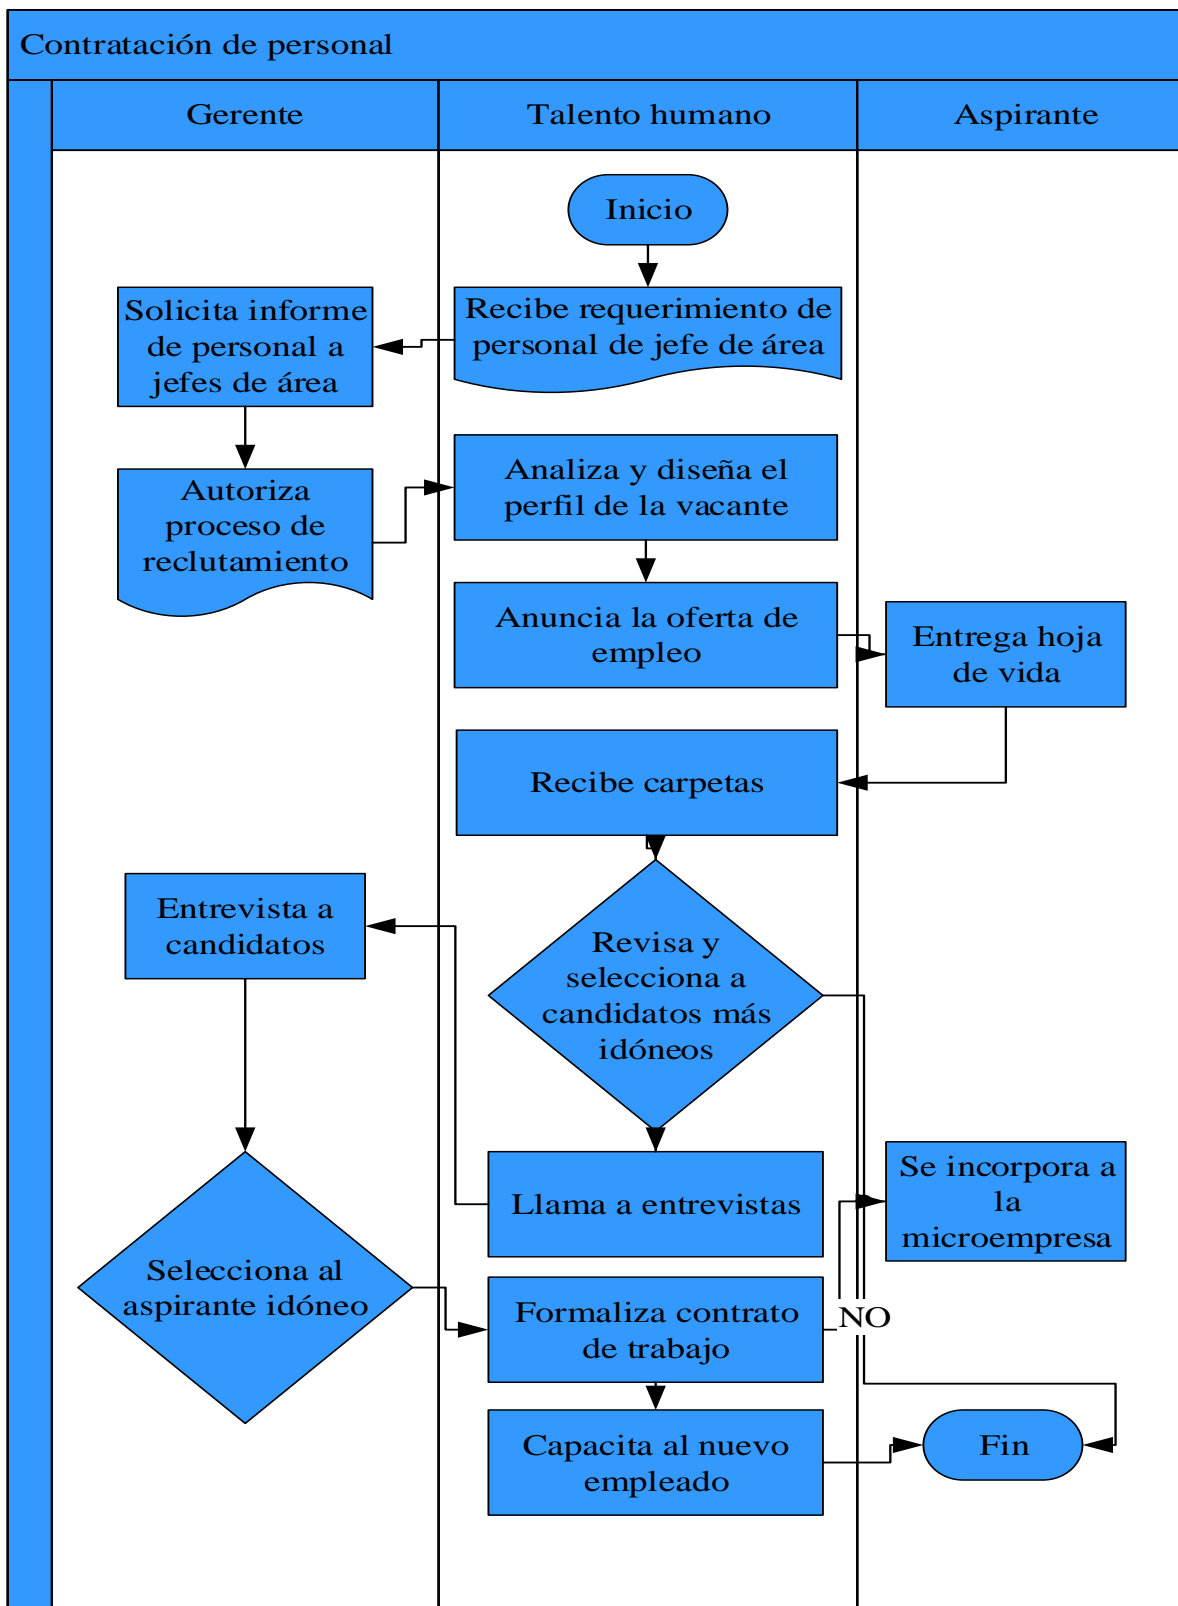 Contratación de personal
Gerente
Talento humano
Aspirante
Inicio
Recibe requerimiento de
personal de jefe de área
Solicita informe
de personal a
jefes de área
Autoriza
proceso de
reclutamiento
Analiza y diseña el
perfil de la vacante
Anuncia la oferta de
empleo
Entrega hoja
de vida
Recibe carpetas
Revisa y
selecciona a
candidatos más
idóneos
Entrevista a
candidatos
Llama a entrevistas
Se incorpora a
la
microempresa
Selecciona al
aspirante idóneo
Formaliza contrato
de trabajo
NO
Capacita al nuevo
empleado
Fin